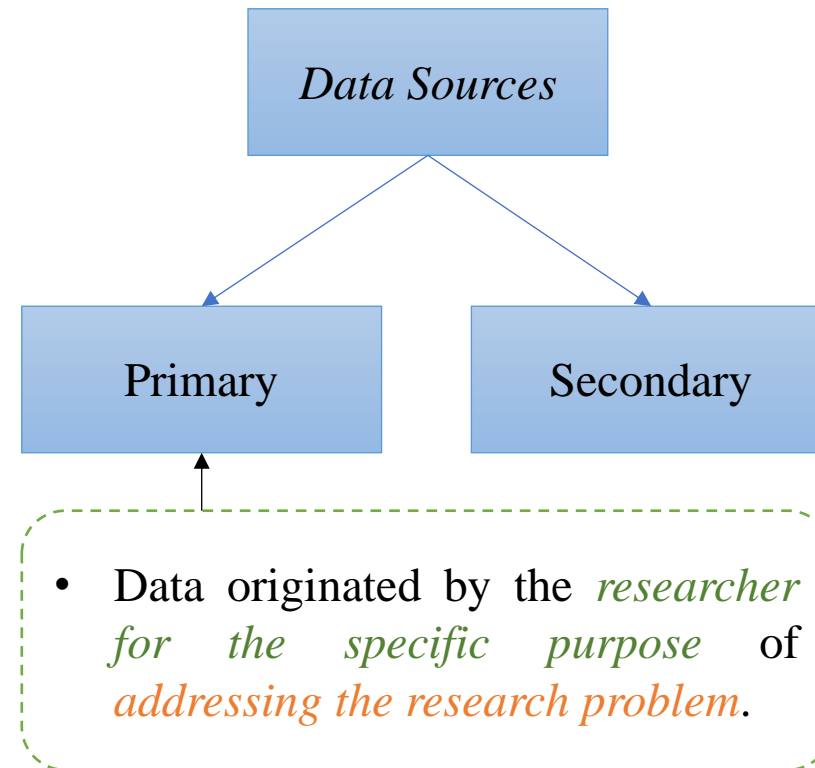 Data Sources
Primary
Secondary
• Data originated by the researcher
for the specific purpose of
addressing the research problem.